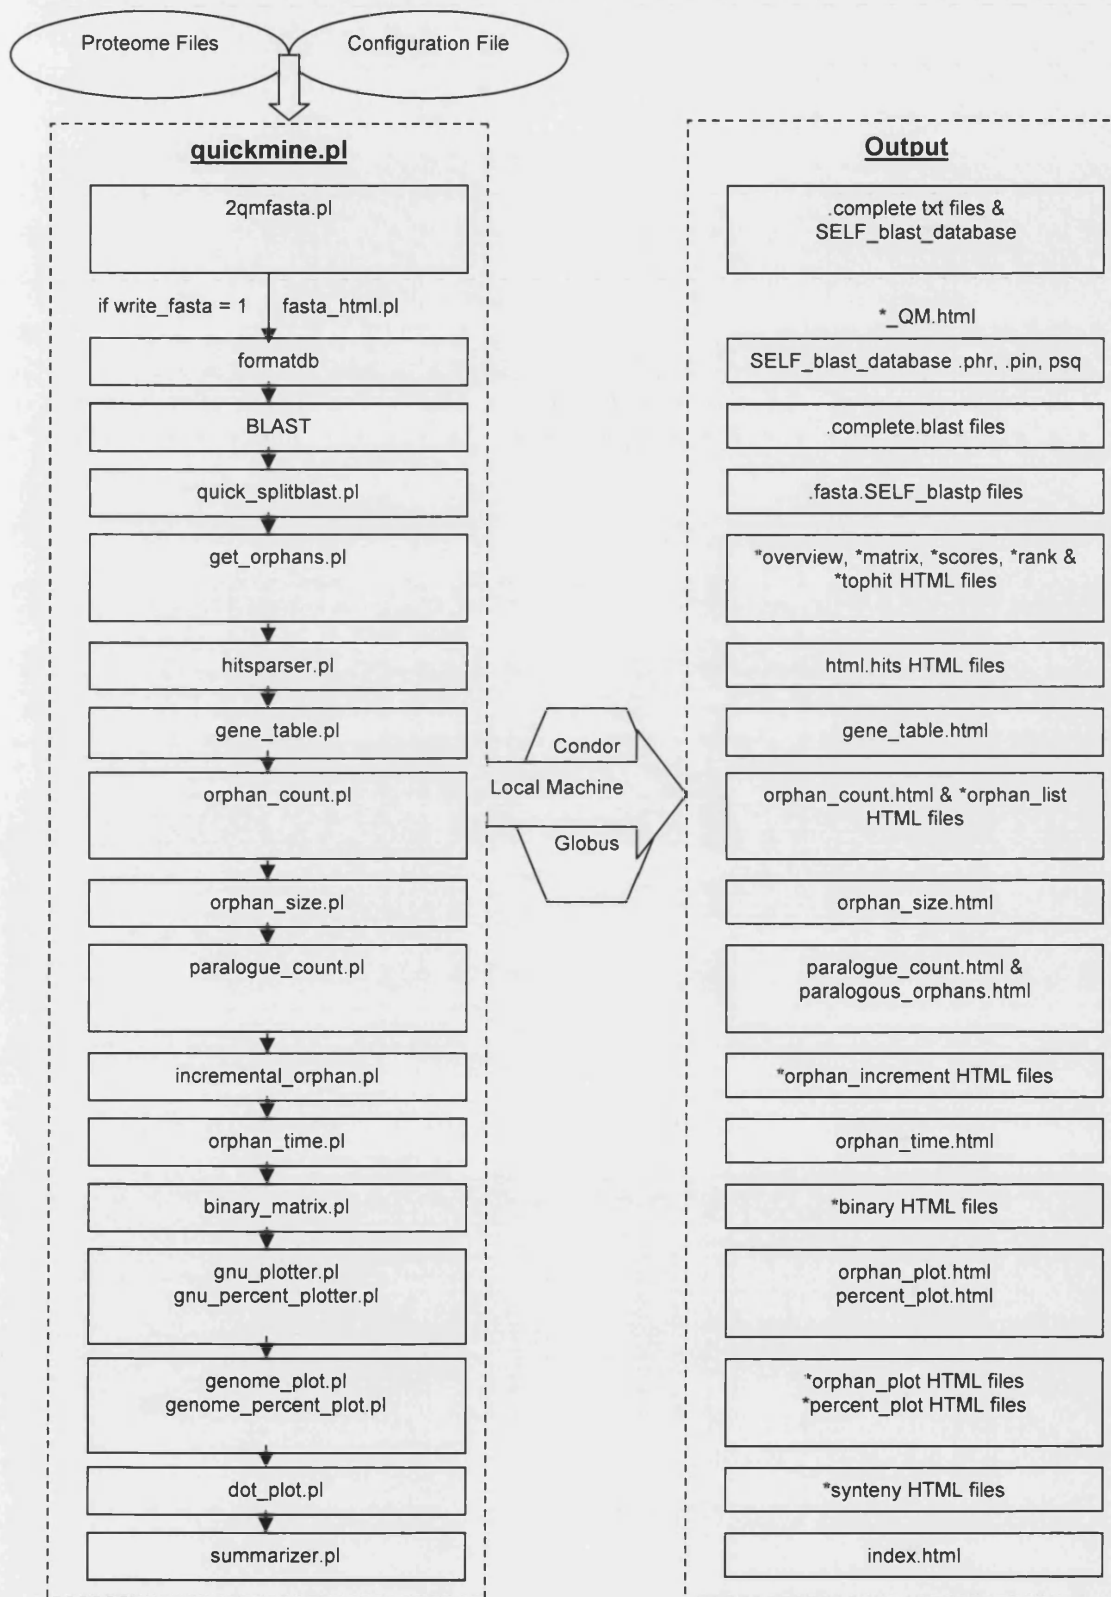 Proteome Files
Configuration File
quickmine.pl
2qmfasta.pl
if write_fasta = 1
fasta_html.pl
formatdb
BLAST
quick_splitblast.pl
get_orphans.pl
hitsparser.pl
gene_table.pl
orphan_count.pl
orphan_size.pl
paralogue_count.pl
incremental_orphan.pl
orphan_time.pl
binary_matrix.pl
gnu_plotter.pl
gnu_percent_plotter.pl
genome_plot.pl
genome_percent_plot.pl
dot_plot.pl
summarizer.pl
Condor
Local Machine
Globus
Output
.complete txt files &
SELF_blast_database
*_QM.html
SELF_blast_database .phr, .pin, psq
.complete.blast files
.fasta.SELF_blastp files
*overview, *matrix, *scores, *rank &
*tophit HTML files
html.hits HTML files
gene_table.html
orphan_count.html & *orphan_list
HTML files
orphan_size.html
paralogue_count.html &
paralogous_orphans.html
*orphan_increment HTML files
orphan_time.html
*binary HTML files
orphan_plot.html
percent_plot.html
*orphan_plot HTML files
*percent_plot HTML files
*synteny HTML files
index.html